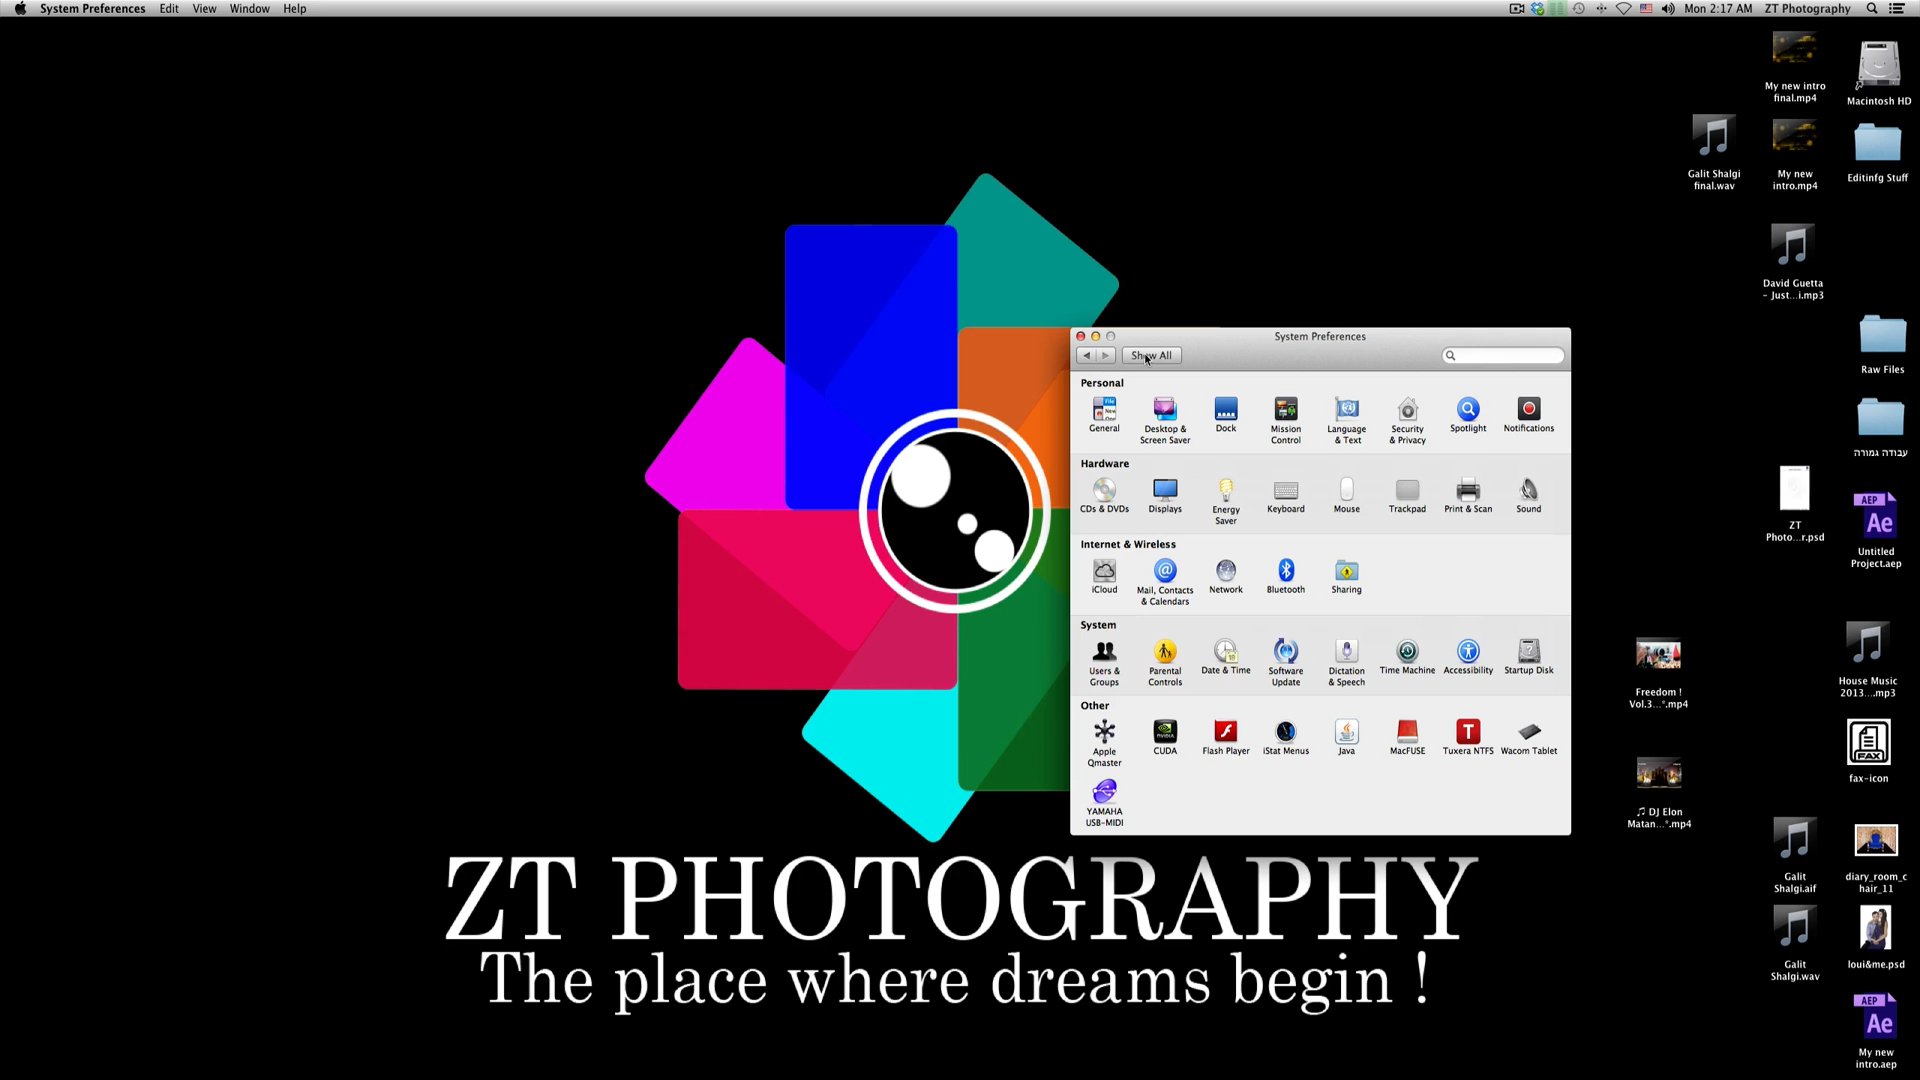 System Preferences Edit View Window Help
Mon 2:17 AM ZT Photography
My new intro
final.mp4
Macintosh HD
Galit Shalgi
final.wav
My new
intro.mp4
Editinfg Stuff
David Guetta
- Just...i.mp3
Raw Files
עבודה גמורה
ZT
Photo...r.psd
AEP
Ae
Untitled
Project.aep
House Music
2013...mp3
Freedom !
Vol.3...*.mp4
FAX
fax-icon
♫ DJ Elon
Matan...*.mp4
Galit
Shalgi.aif
diary_room_c
hair_11
Galit
Shalgi.wav
loui&me.psd
AEP
Ae
My new
intro.aep
System Preferences
Show All
Personal
General
Desktop &
Screen Saver
Dock
Mission
Control
Language
& Text
Security
& Privacy
Spotlight
Notifications
Hardware
CDs & DVDs
Displays
Energy
Saver
Keyboard
Mouse
Trackpad
Print & Scan
Sound
Internet & Wireless
iCloud
Mail, Contacts
& Calendars
Network
Bluetooth
Sharing
System
Users &
Groups
Parental
Controls
Date & Time
Software
Update
Dictation
& Speech
Time Machine
Accessibility
Startup Disk
Other
Apple
Qmaster
CUDA
Flash Player
iStat Menus
Java
MacFUSE
Tuxera NTFS
Wacom Tablet
YAMAHA
USB-MIDI
ZT PHOTOGRAPHY
The place where dreams begin !